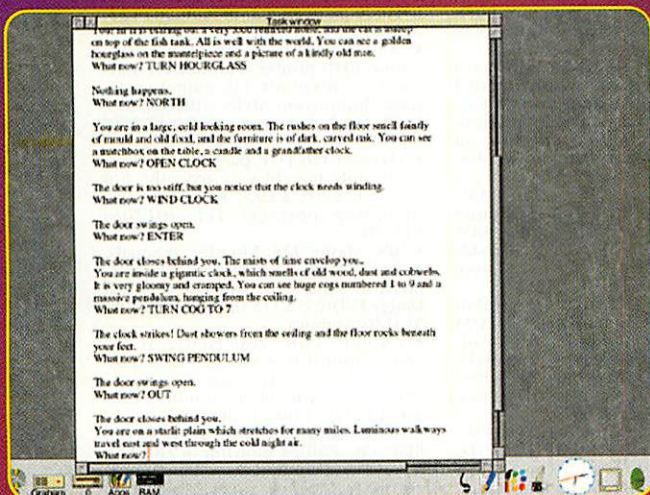 Task window
on top of the fish tank. All is well with the world. You can see a golden
hourglass on the mantelpiece and a picture of a kindly old man.
What now? TURN HOURGLASS
Nothing happens.
What now? NORTH
You are in a large, cold looking room. The rushes on the floor smell faintly
of mould and old food, and the furniture is of dark, carved oak. You can see
a matchbox on the table, a candle and a grandfather clock.
What now? OPEN CLOCK
The door is too stiff, but you notice that the clock needs winding.
What now? WIND CLOCK
The door swings open.
What now? ENTER
The door closes behind you. The mists of time envelop you..
You are inside a gigantic clock, which smells of old wood, dust and cobwebs.
It is very gloomy and cramped. You can see huge cogs numbered 1 to 9 and a
massive pendulum, hanging from the ceiling.
What now? TURN COG TO 7
The clock strikes! Dust showers from the ceiling and the floor rocks beneath
your feet.
What now? SWING PENDULUM
The door swings open.
What now? OUT
The door closes behind you.
You are on a starlit plain which stretches for many miles. Luminous walkways
travel east and west through the cold night air.
What now?
Graham 0 Apps RAM